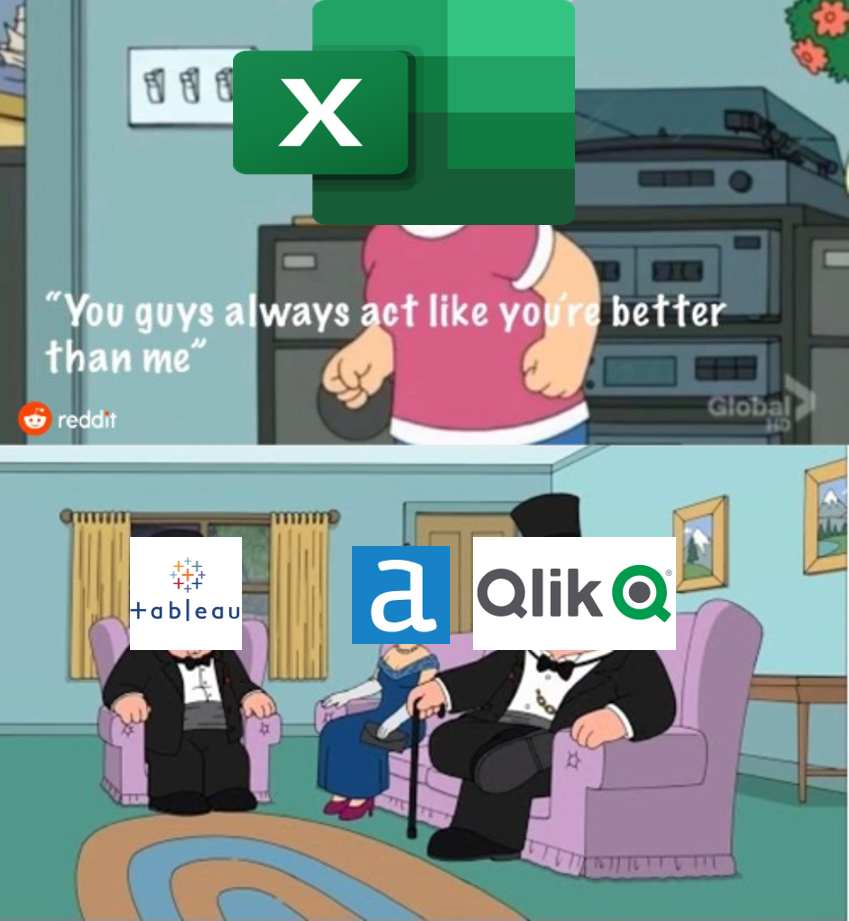 X
“You guys always act like you're better
than me”
reddit
Global
HD
+ableau
a
Qlik Q®